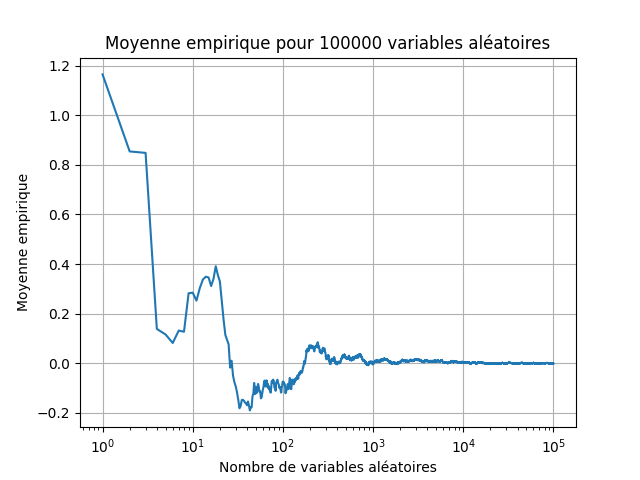 Moyenne empirique pour 100000 variables aléatoires
1.2
1.0
0.8
0.6
0.4
0.2
0.0
−0.2
Moyenne empirique
10⁰ 10¹ 10² 10³ 10⁴ 10⁵
Nombre de variables aléatoires